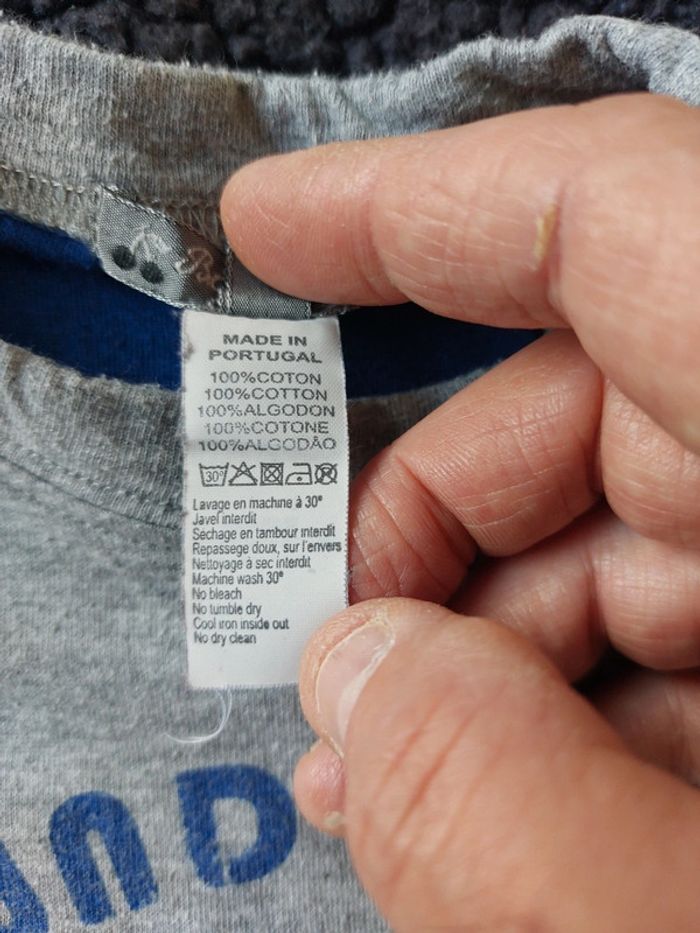 MADE IN
PORTUGAL
100%COTON
100%COTTON
100%ALGODON
100%COTONE
100%ALGODÃO
30°
Lavage en machine à 30°
Javel interdit
Sechage en tambour interdit
Repassege doux, sur l'envers
Nettoyage à sec interdit
Machine wash 30°
No bleach
No tumble dry
Cool iron inside out
No dry clean